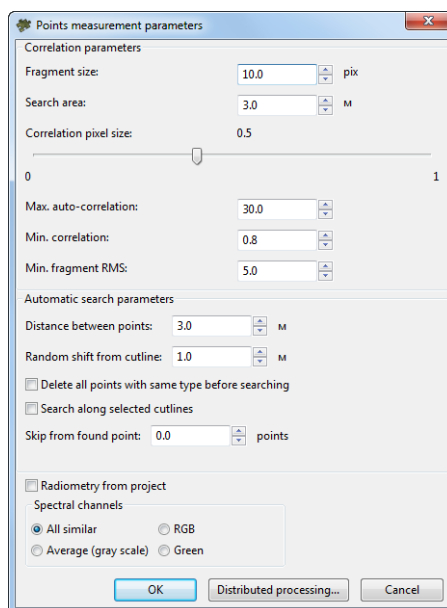 Points measurement parameters
Correlation parameters
Fragment size: 10.0 pix
Search area: 3.0 м
Correlation pixel size: 0.5
0 1
Max. auto-correlation: 30.0
Min. correlation: 0.8
Min. fragment RMS: 5.0
Automatic search parameters
Distance between points: 3.0 м
Random shift from cutline: 1.0 м
Delete all points with same type before searching
Search along selected cutlines
Skip from found point: 0.0 points
Radiometry from project
Spectral channels
All similar RGB
Average (gray scale) Green
OK Distributed processing... Cancel